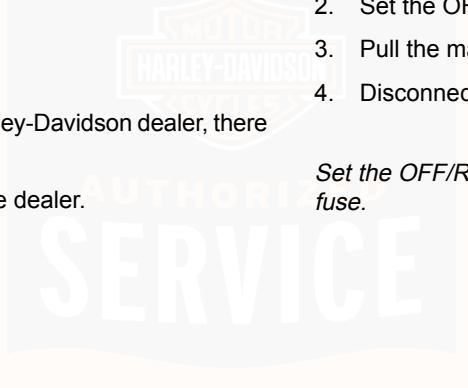 ley-Davidson dealer, there
e dealer.
2. Set the OF
3. Pull the ma
4. Disconnec
Set the OFF/R
fuse.
MOTOR
HARLEY-DAVIDSON
CYCLES
AUTHORIZED
SERVICE